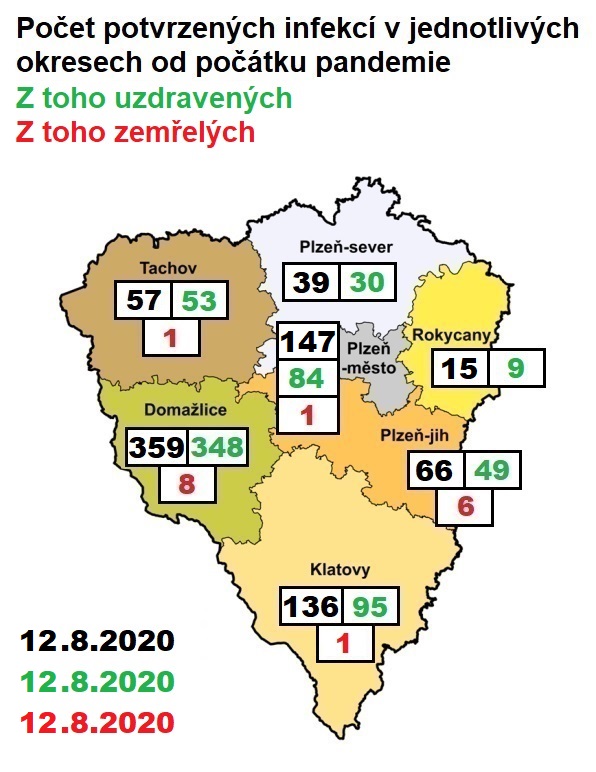 Počet potvrzených infekcí v jednotlivých
okresech od počátku pandemie
Z toho uzdravených
Z toho zemřelých
Plzeň-sever
39 30
Tachov
57 53
1
147
84
1
Plzeň
-město
Rokycany
15 9
Domažlice
359 348
8
Plzeň-jih
66 49
6
Klatovy
136 95
1
12.8.2020
12.8.2020
12.8.2020